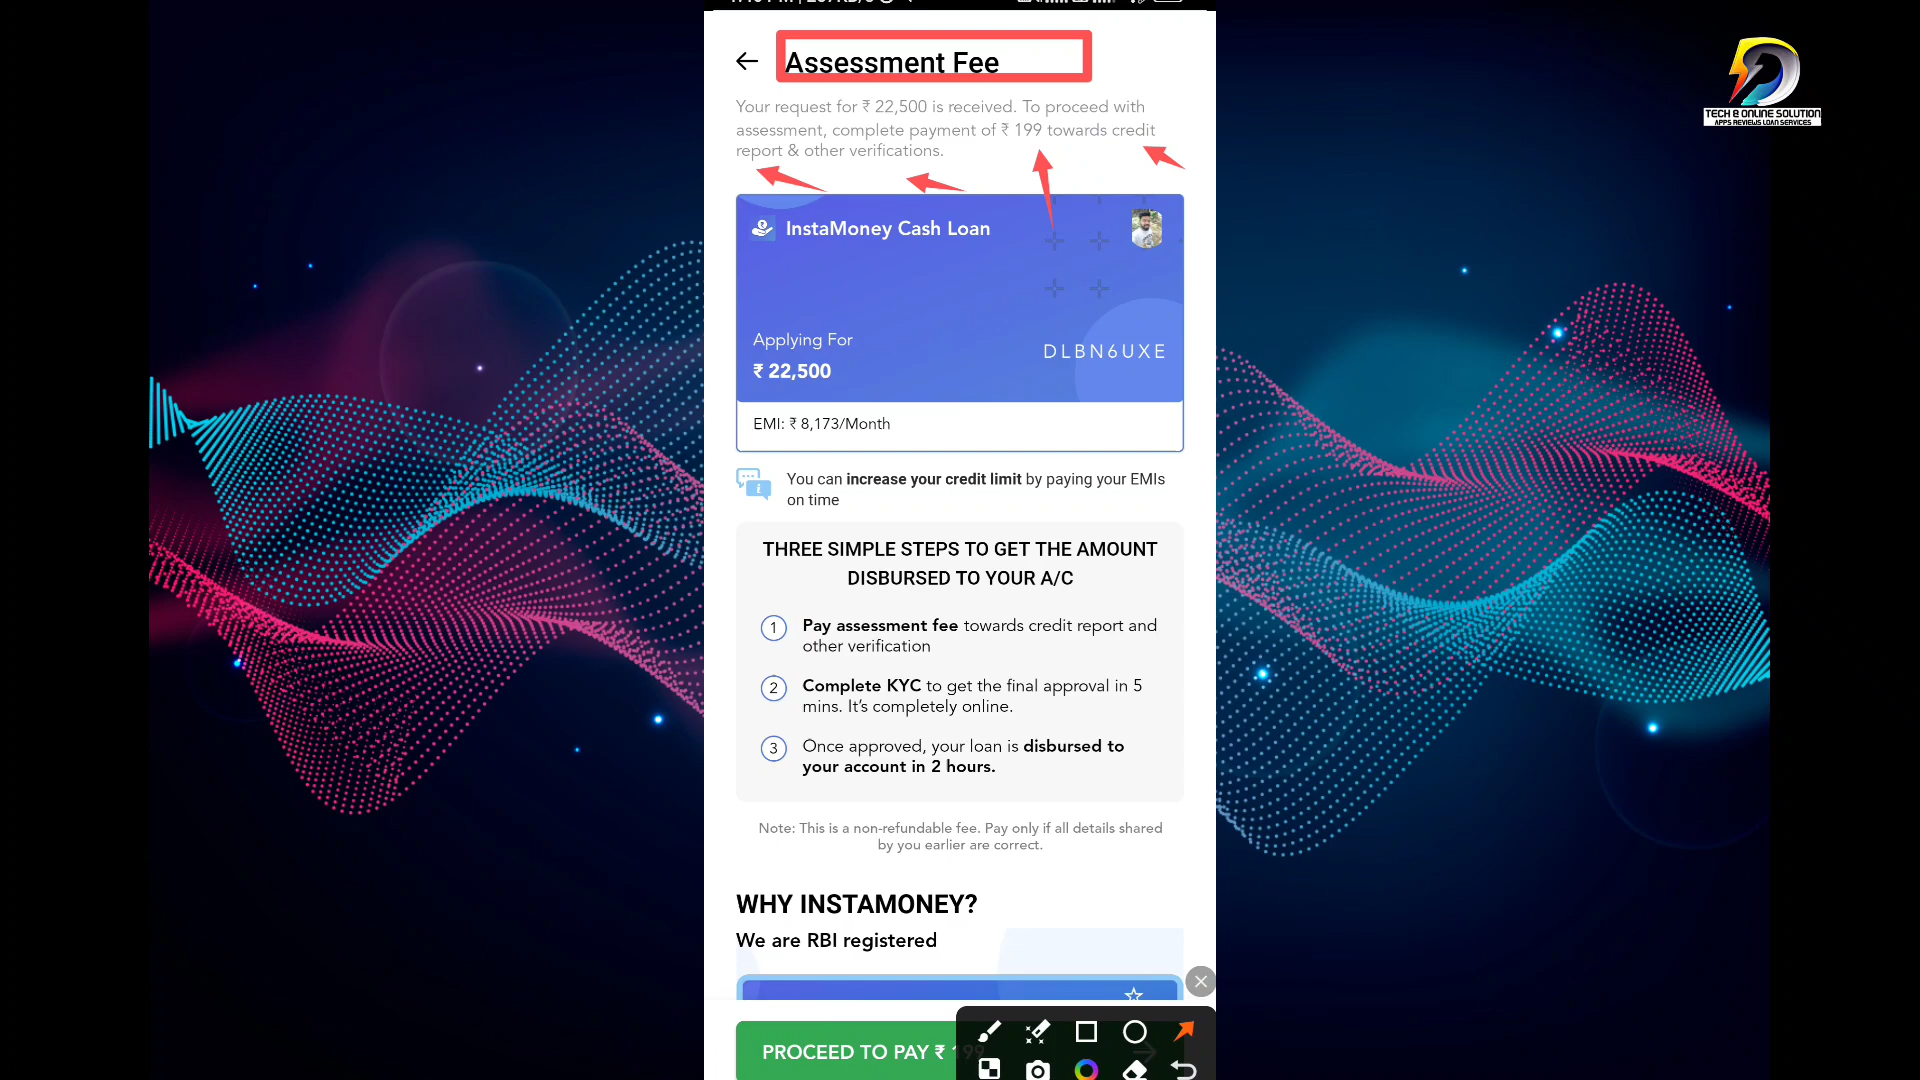 Assessment Fee
Your request for ₹ 22,500 is received. To proceed with
assessment, complete payment of ₹ 199 towards credit
report & other verifications.
InstaMoney Cash Loan
Applying For
₹ 22,500
DLBN6UXE
EMI: ₹ 8,173/Month
You can increase your credit limit by paying your EMIs
on time
THREE SIMPLE STEPS TO GET THE AMOUNT
DISBURSED TO YOUR A/C
1 Pay assessment fee towards credit report and
other verification
2 Complete KYC to get the final approval in 5
mins. It's completely online.
3 Once approved, your loan is disbursed to
your account in 2 hours.
Note: This is a non-refundable fee. Pay only if all details shared
by you earlier are correct.
WHY INSTAMONEY?
We are RBI registered
PROCEED TO PAY ₹ 199
TECH & ONLINE SOLUTION
APPS REVIEWS LOAN SERVICES